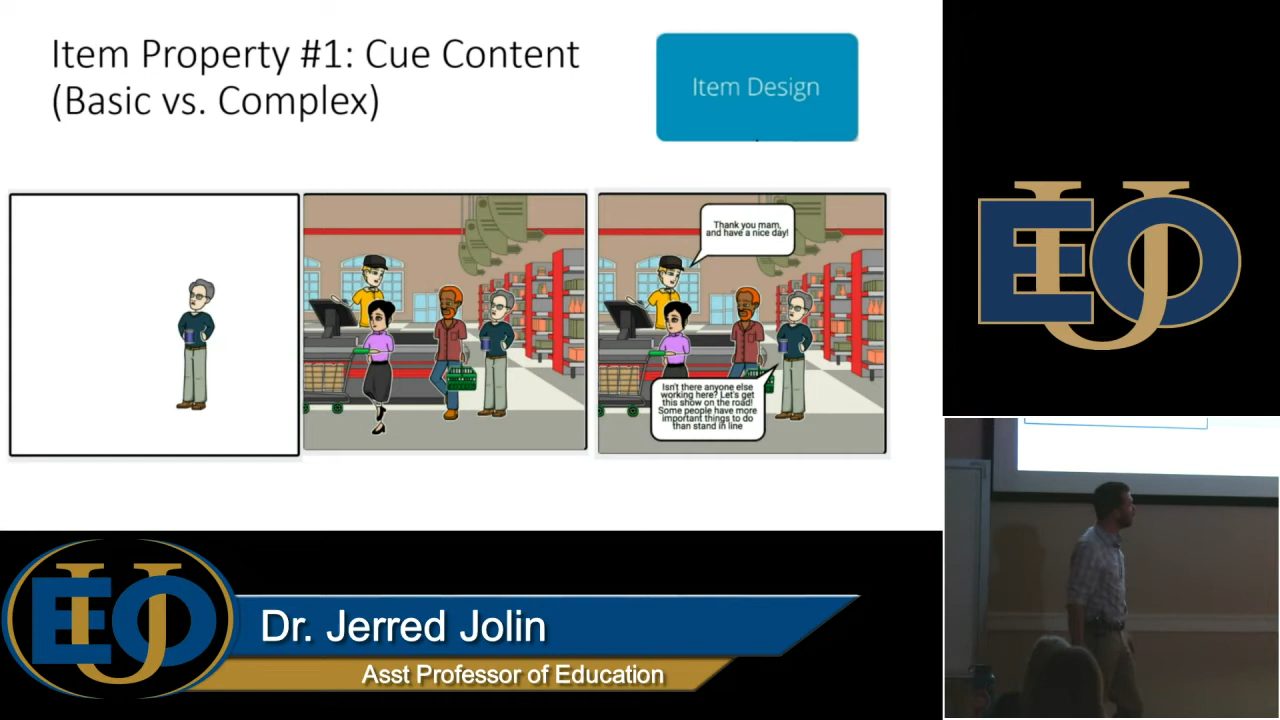 Item Property #1: Cue Content
(Basic vs. Complex)
Item Design
Thank you mam,
and have a nice day!
Isn't there anyone else
working here? Let's get
this show on the road!
Some people have more
important things to do
than stand in line
EOU
EOU
Dr. Jerred Jolin
Asst Professor of Education